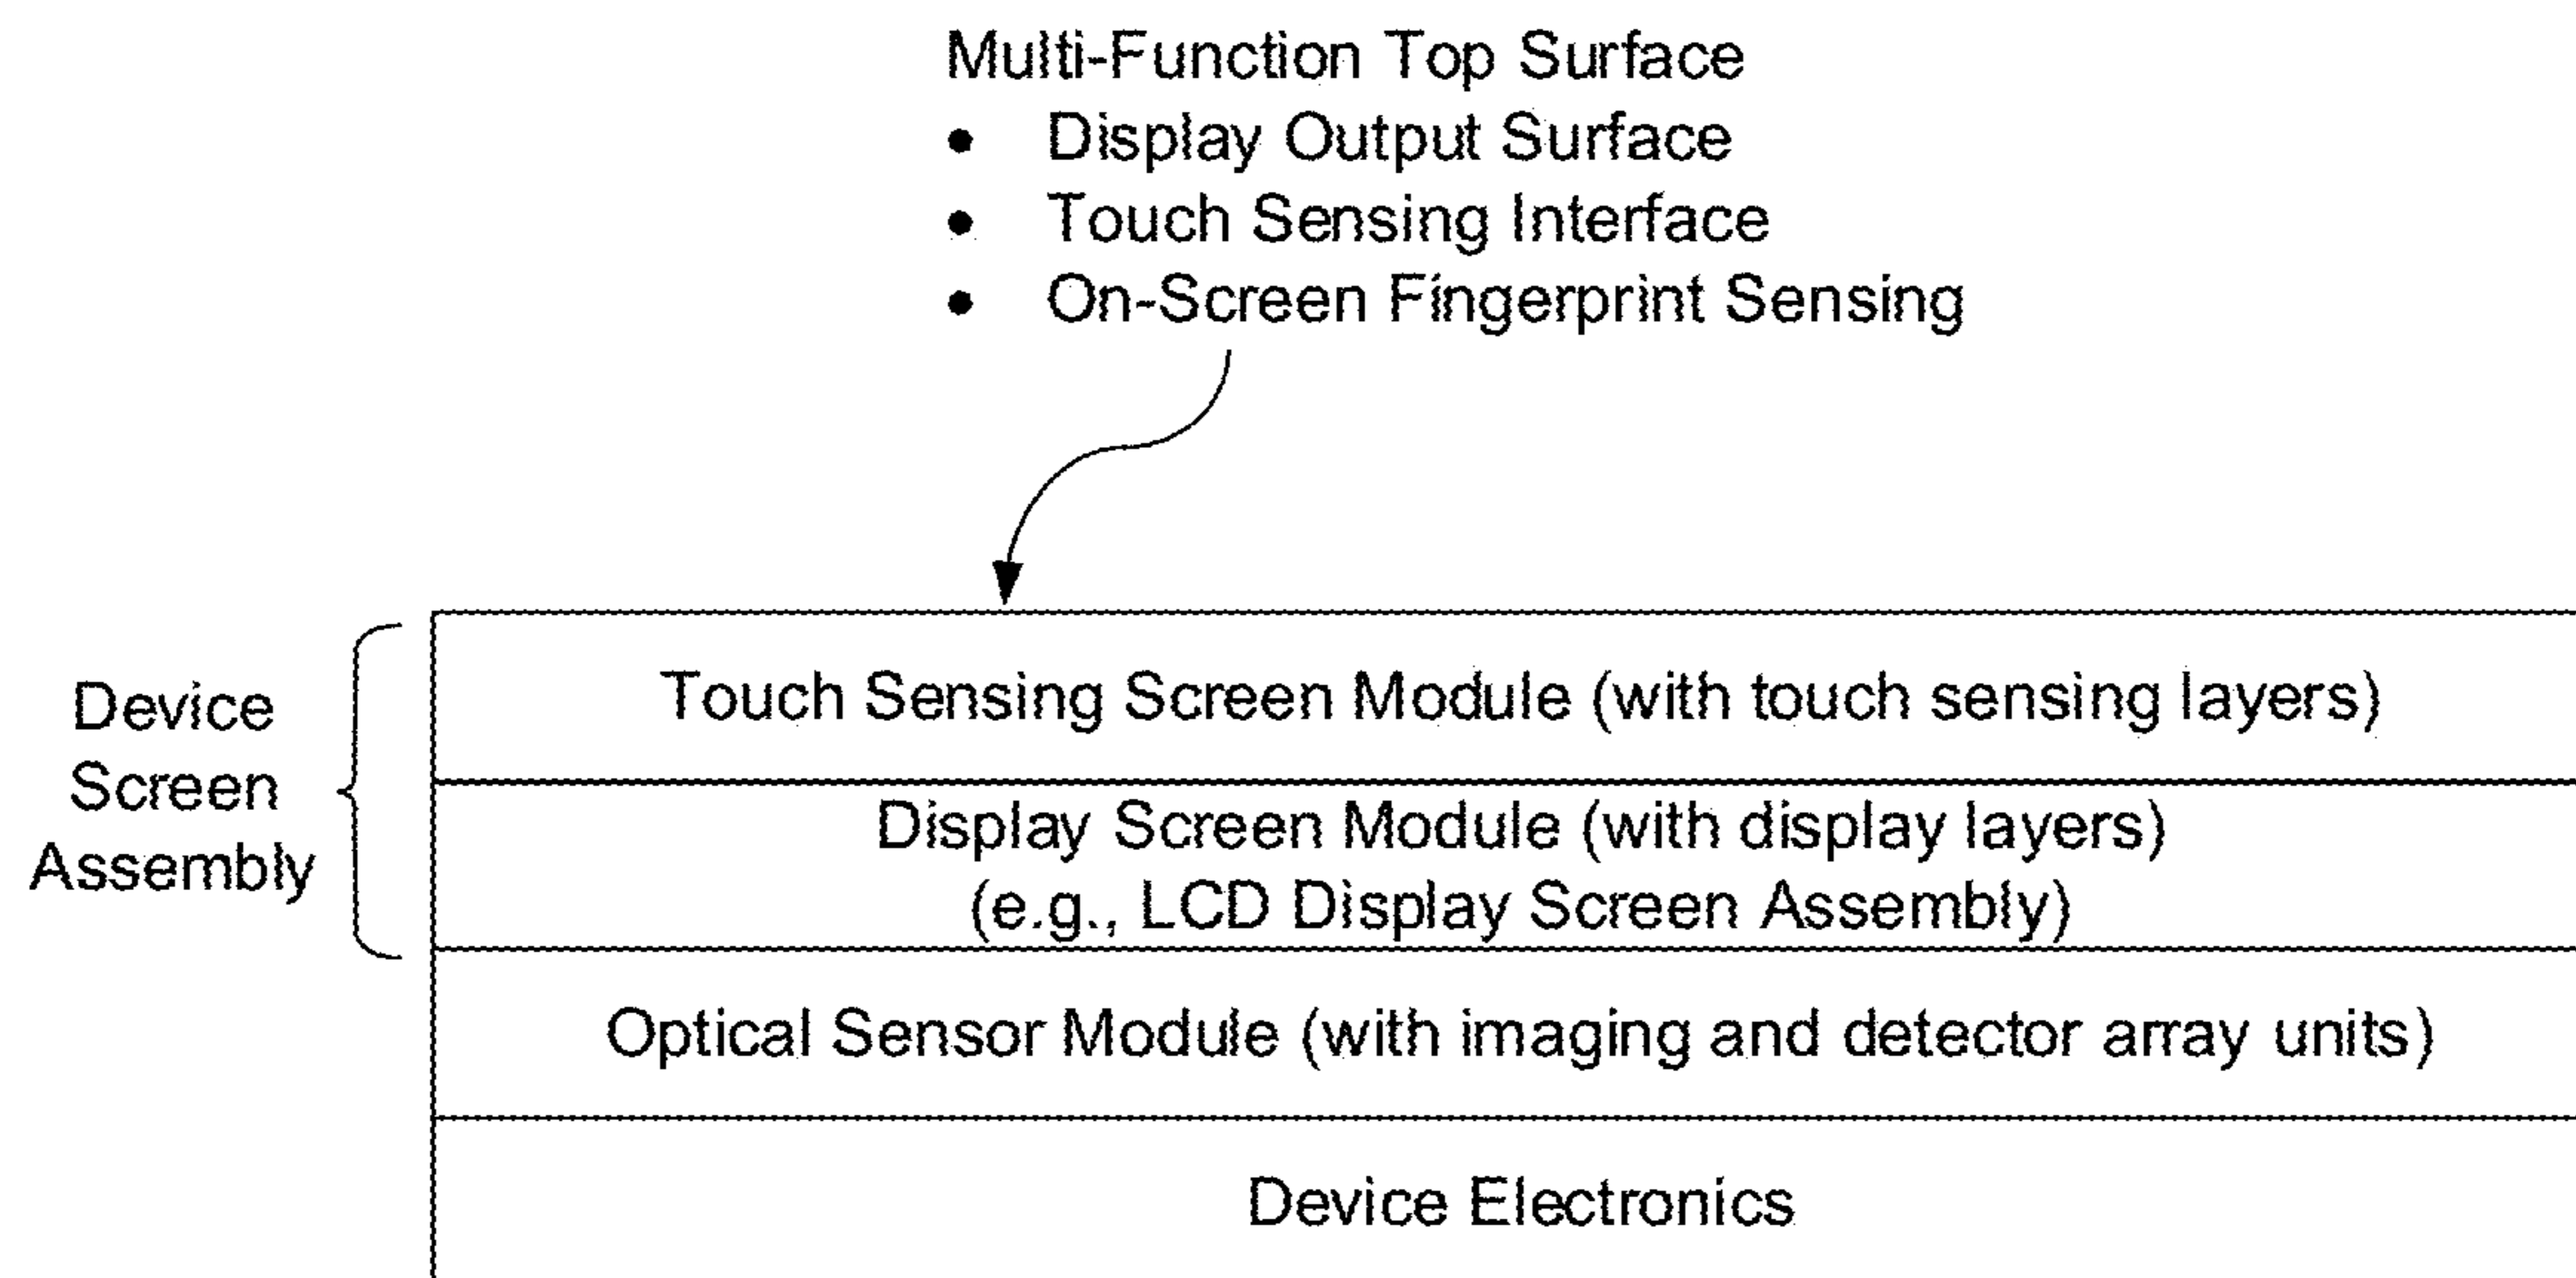 Multi-Function Top Surface
• Display Output Surface
• Touch Sensing Interface
• On-Screen Fingerprint Sensing
Device
Screen
Assembly
Touch Sensing Screen Module (with touch sensing layers)
Display Screen Module (with display layers)
(e.g., LCD Display Screen Assembly)
Optical Sensor Module (with imaging and detector array units)
Device Electronics